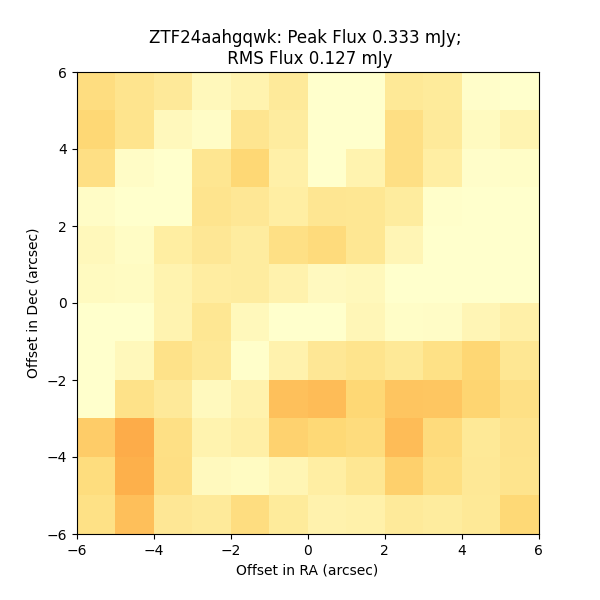 ZTF24aahgqwk: Peak Flux 0.333 mJy;
RMS Flux 0.127 mJy
6
4
2
0
−2
−4
−6
Offset in Dec (arcsec)
−6 −4 −2 0 2 4 6
Offset in RA (arcsec)